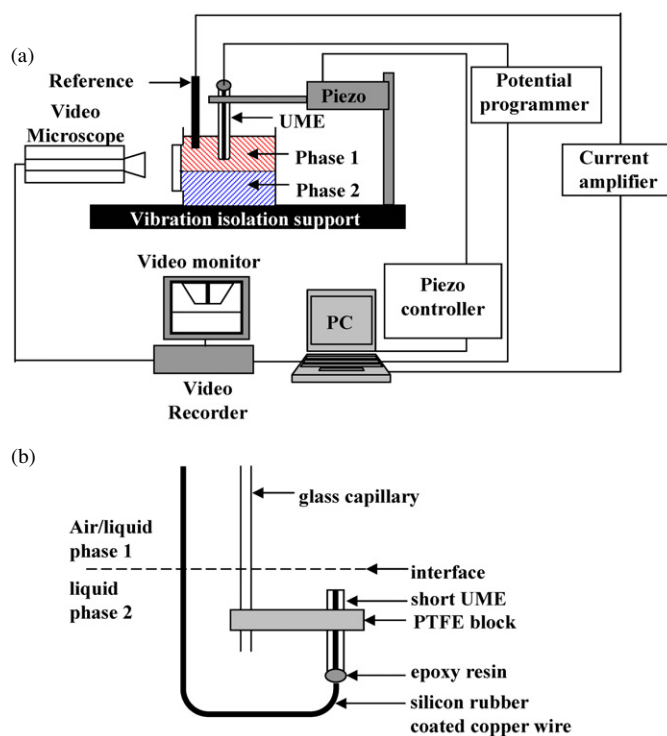 (a)
Reference
Video
Microscope
Piezo
UME
Potential
programmer
Phase 1
Phase 2
Current
amplifier
Vibration isolation support
Video monitor
PC
Piezo
controller
Video
Recorder
(b)
glass capillary
Air/liquid
phase 1
interface
liquid
phase 2
short UME
PTFE block
epoxy resin
silicon rubber
coated copper wire